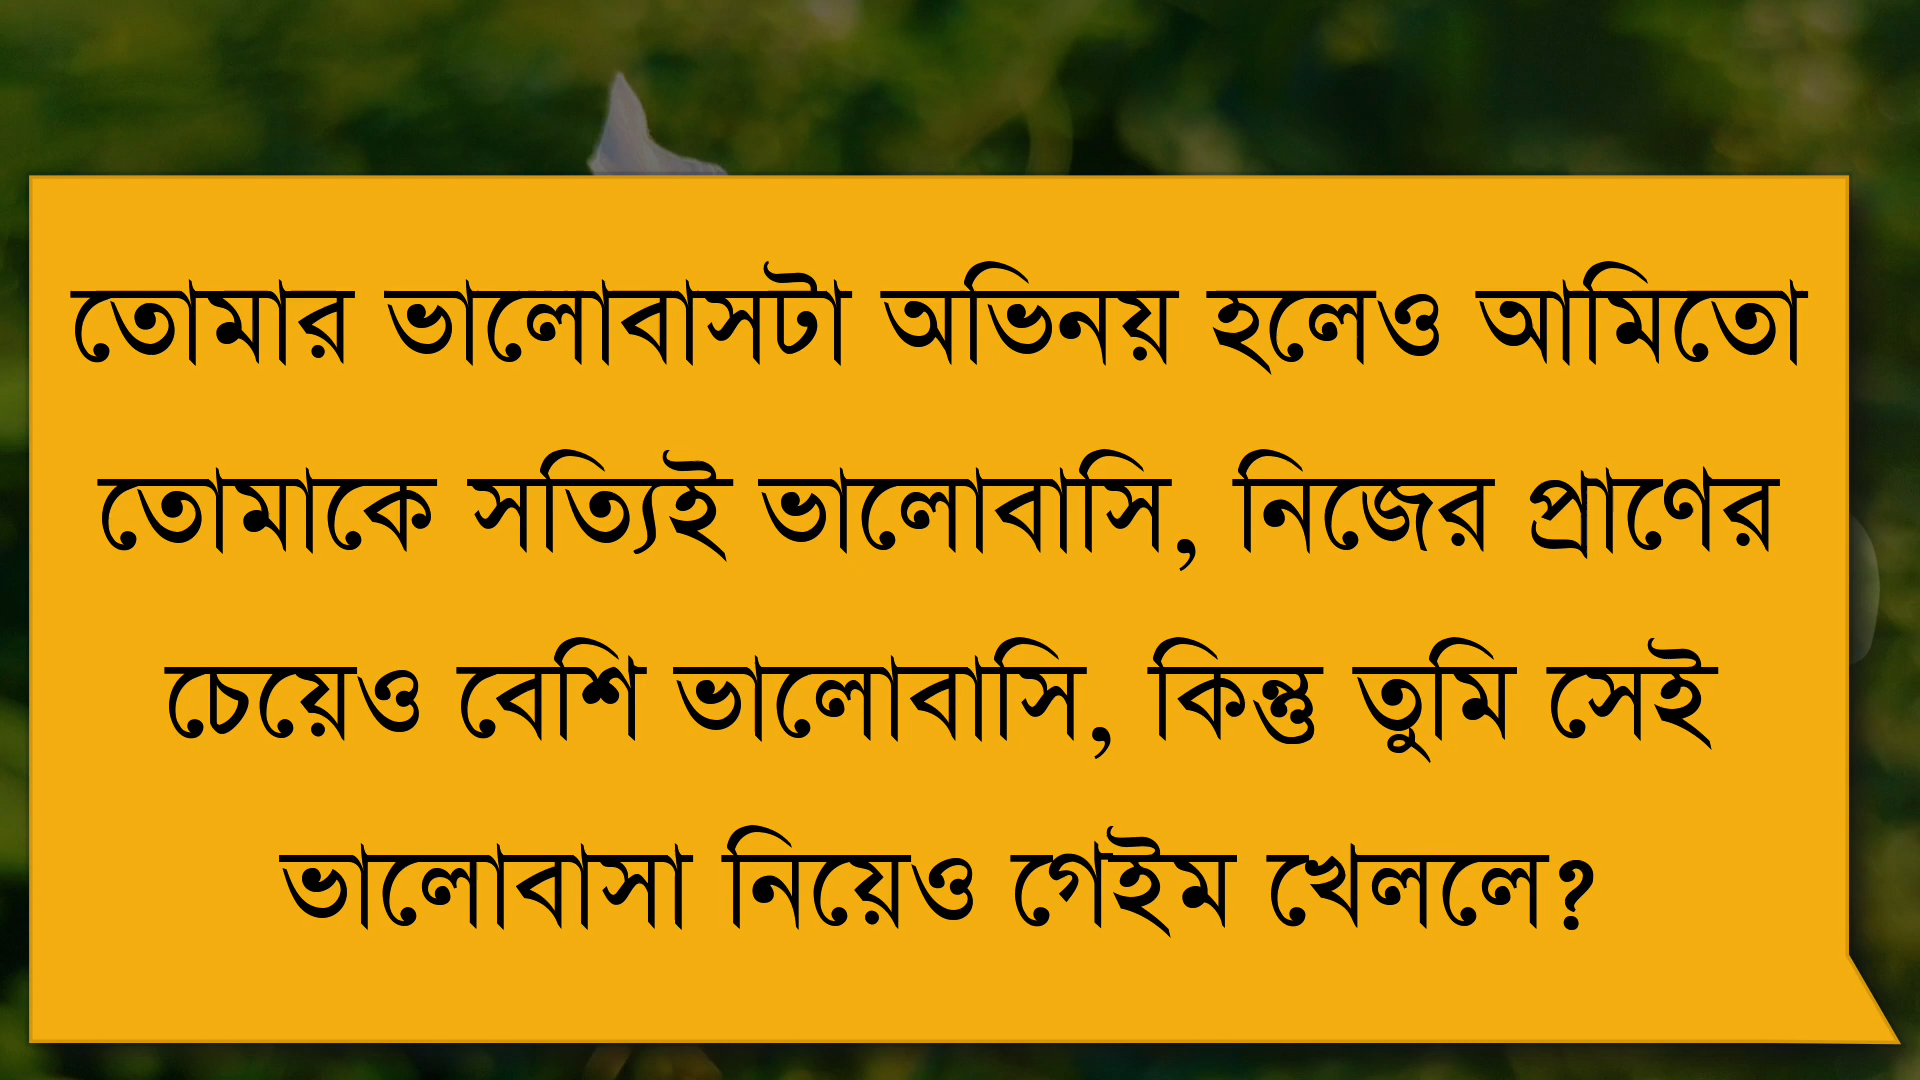 তোমার ভালোবাসটা অভিনয় হলেও আমিতো
তোমাকে সত্যিই ভালোবাসি, নিজের প্রাণের
চেয়েও বেশি ভালোবাসি, কিন্তু তুমি সেই
ভালোবাসা নিয়েও গেইম খেললে?